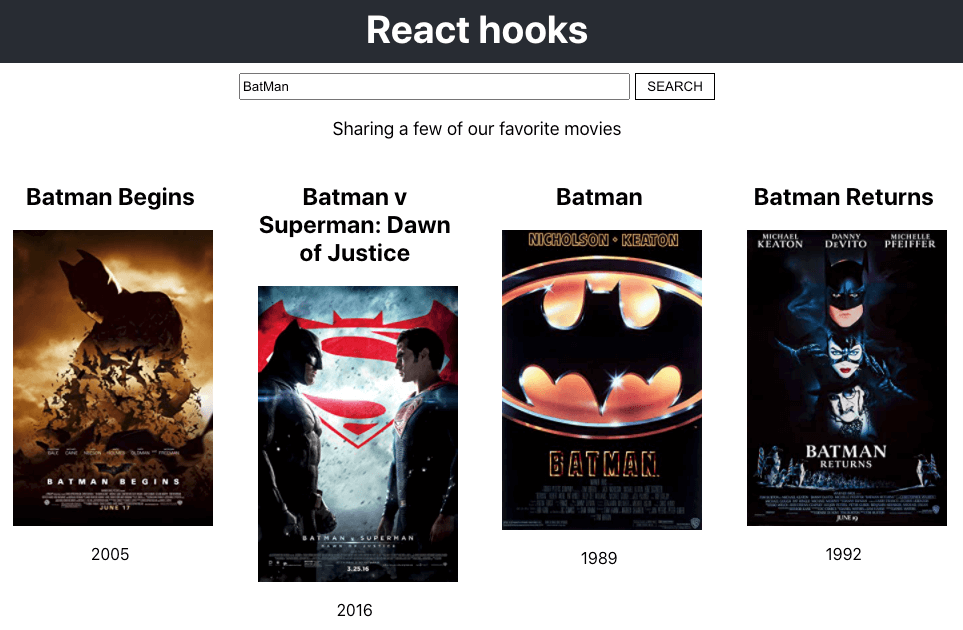 React hooks
BatMan
SEARCH
Sharing a few of our favorite movies
Batman Begins
BATMAN BEGINS
JUNE 17
2005
Batman v
Superman: Dawn
of Justice
BATMAN v SUPERMAN
DAWN OF JUSTICE
3.25.16
2016
Batman
NICHOLSON • KEATON
BATMAN
1989
Batman Returns
MICHAEL KEATON
DANNY DEVITO
MICHELLE PFEIFFER
BATMAN
RETURNS
JUNE 19
1992